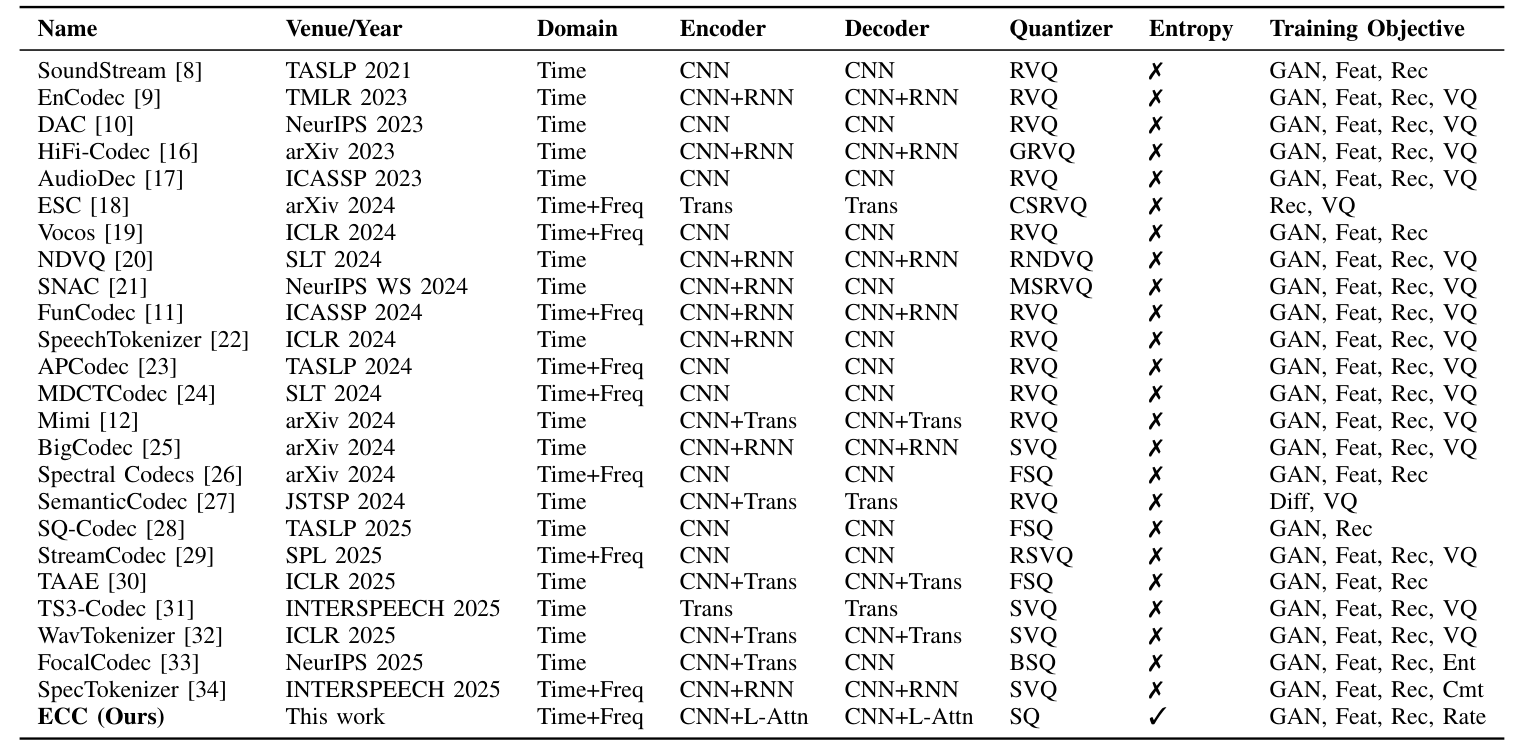 Name Venue/Year Domain Encoder Decoder Quantizer Entropy Training Objective
SoundStream [8] TASLP 2021 Time CNN CNN RVQ ✗ GAN, Feat, Rec
EnCodec [9] TMLR 2023 Time CNN+RNN CNN+RNN RVQ ✗ GAN, Feat, Rec, VQ
DAC [10] NeurIPS 2023 Time CNN CNN RVQ ✗ GAN, Feat, Rec, VQ
HiFi-Codec [16] arXiv 2023 Time CNN+RNN CNN+RNN GRVQ ✗ GAN, Feat, Rec, VQ
AudioDec [17] ICASSP 2023 Time CNN CNN RVQ ✗ GAN, Feat, Rec, VQ
ESC [18] arXiv 2024 Time+Freq Trans Trans CSRVQ ✗ Rec, VQ
Vocos [19] ICLR 2024 Time+Freq CNN CNN RVQ ✗ GAN, Feat, Rec
NDVQ [20] SLT 2024 Time CNN+RNN CNN+RNN RNDVQ ✗ GAN, Feat, Rec, VQ
SNAC [21] NeurIPS WS 2024 Time CNN+RNN CNN MSRVQ ✗ GAN, Feat, Rec, VQ
FunCodec [11] ICASSP 2024 Time+Freq CNN+RNN CNN+RNN RVQ ✗ GAN, Feat, Rec, VQ
SpeechTokenizer [22] ICLR 2024 Time CNN+RNN CNN RVQ ✗ GAN, Feat, Rec, VQ
APCodec [23] TASLP 2024 Time+Freq CNN CNN RVQ ✗ GAN, Feat, Rec, VQ
MDCTCodec [24] SLT 2024 Time+Freq CNN CNN RVQ ✗ GAN, Feat, Rec, VQ
Mimi [12] arXiv 2024 Time CNN+Trans CNN+Trans RVQ ✗ GAN, Feat, Rec, VQ
BigCodec [25] arXiv 2024 Time CNN+RNN CNN+RNN SVQ ✗ GAN, Feat, Rec, VQ
Spectral Codecs [26] arXiv 2024 Time+Freq CNN CNN FSQ ✗ GAN, Feat, Rec
SemanticCodec [27] JSTSP 2024 Time CNN+Trans Trans RVQ ✗ Diff, VQ
SQ-Codec [28] TASLP 2025 Time CNN CNN FSQ ✗ GAN, Rec
StreamCodec [29] SPL 2025 Time+Freq CNN CNN RSVQ ✗ GAN, Feat, Rec, VQ
TAAE [30] ICLR 2025 Time CNN+Trans CNN+Trans FSQ ✗ GAN, Feat, Rec
TS3-Codec [31] INTERSPEECH 2025 Time Trans Trans SVQ ✗ GAN, Feat, Rec, VQ
WavTokenizer [32] ICLR 2025 Time CNN+Trans CNN+Trans SVQ ✗ GAN, Feat, Rec, VQ
FocalCodec [33] NeurIPS 2025 Time CNN+Trans CNN BSQ ✗ GAN, Feat, Rec, Ent
SpecTokenizer [34] INTERSPEECH 2025 Time+Freq CNN+RNN CNN+RNN SVQ ✗ GAN, Feat, Rec, Cmt
ECC (Ours) This work Time+Freq CNN+L-Attn CNN+L-Attn SQ ✓ GAN, Feat, Rec, Rate